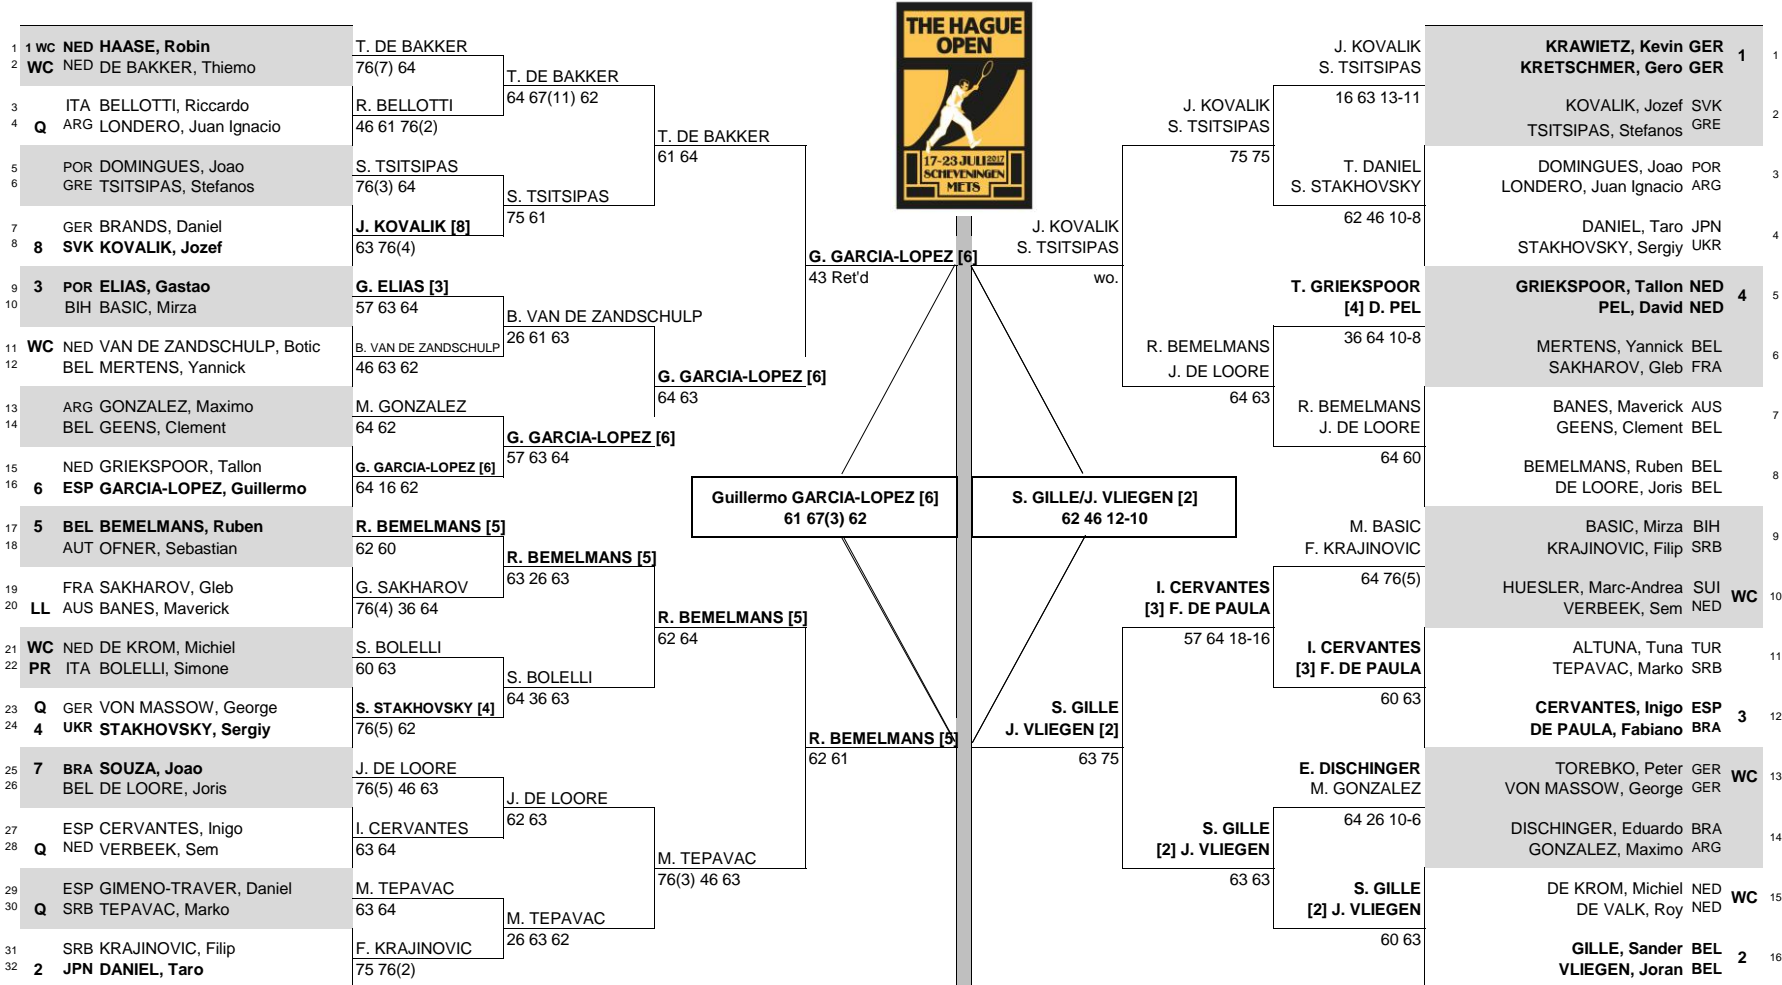 THE HAGUE
OPEN
17-23 JULI 2017
SCHEVENINGEN
METS
1 1 WC NED HAASE, Robin
2 WC NED DE BAKKER, Thiemo
3 ITA BELLOTTI, Riccardo
4 Q ARG LONDERO, Juan Ignacio
5 POR DOMINGUES, Joao
6 GRE TSITSIPAS, Stefanos
7 GER BRANDS, Daniel
8 8 SVK KOVALIK, Jozef
9 3 POR ELIAS, Gastao
10 BIH BASIC, Mirza
11 WC NED VAN DE ZANDSCHULP, Botic
12 BEL MERTENS, Yannick
13 ARG GONZALEZ, Maximo
14 BEL GEENS, Clement
15 NED GRIEKSPOOR, Tallon
16 6 ESP GARCIA-LOPEZ, Guillermo
17 5 BEL BEMELMANS, Ruben
18 AUT OFNER, Sebastian
19 FRA SAKHAROV, Gleb
20 LL AUS BANES, Maverick
21 WC NED DE KROM, Michiel
22 PR ITA BOLELLI, Simone
23 Q GER VON MASSOW, George
24 4 UKR STAKHOVSKY, Sergiy
25 7 BRA SOUZA, Joao
26 BEL DE LOORE, Joris
27 ESP CERVANTES, Inigo
28 Q NED VERBEEK, Sem
29 ESP GIMENO-TRAVER, Daniel
30 Q SRB TEPAVAC, Marko
31 SRB KRAJINOVIC, Filip
32 2 JPN DANIEL, Taro
T. DE BAKKER
76(7) 64
R. BELLOTTI
46 61 76(2)
S. TSITSIPAS
76(3) 64
J. KOVALIK [8]
63 76(4)
G. ELIAS [3]
57 63 64
B. VAN DE ZANDSCHULP
46 63 62
M. GONZALEZ
64 62
G. GARCIA-LOPEZ [6]
64 16 62
R. BEMELMANS [5]
62 60
G. SAKHAROV
76(4) 36 64
S. BOLELLI
60 63
S. STAKHOVSKY [4]
76(5) 62
J. DE LOORE
76(5) 46 63
I. CERVANTES
63 64
M. TEPAVAC
63 64
F. KRAJINOVIC
75 76(2)
T. DE BAKKER
64 67(11) 62
S. TSITSIPAS
75 61
B. VAN DE ZANDSCHULP
26 61 63
G. GARCIA-LOPEZ [6]
57 63 64
R. BEMELMANS [5]
63 26 63
S. BOLELLI
64 36 63
J. DE LOORE
62 63
M. TEPAVAC
26 63 62
T. DE BAKKER
61 64
G. GARCIA-LOPEZ [6]
64 63
R. BEMELMANS [5]
62 64
M. TEPAVAC
76(3) 46 63
G. GARCIA-LOPEZ [6]
43 Ret'd
R. BEMELMANS [5]
62 61
Guillermo GARCIA-LOPEZ [6]
61 67(3) 62
S. GILLE/J. VLIEGEN [2]
62 46 12-10
J. KOVALIK
S. TSITSIPAS
wo.
S. GILLE
J. VLIEGEN [2]
63 75
J. KOVALIK
S. TSITSIPAS
75 75
R. BEMELMANS
J. DE LOORE
64 63
I. CERVANTES
[3] F. DE PAULA
57 64 18-16
S. GILLE
[2] J. VLIEGEN
63 63
J. KOVALIK
S. TSITSIPAS
16 63 13-11
T. DANIEL
S. STAKHOVSKY
62 46 10-8
T. GRIEKSPOOR
[4] D. PEL
36 64 10-8
R. BEMELMANS
J. DE LOORE
64 60
M. BASIC
F. KRAJINOVIC
64 76(5)
I. CERVANTES
[3] F. DE PAULA
60 63
E. DISCHINGER
M. GONZALEZ
64 26 10-6
S. GILLE
[2] J. VLIEGEN
60 63
KRAWIETZ, Kevin GER 1 1
KRETSCHMER, Gero GER
KOVALIK, Jozef SVK 2
TSITSIPAS, Stefanos GRE
DOMINGUES, Joao POR 3
LONDERO, Juan Ignacio ARG
DANIEL, Taro JPN 4
STAKHOVSKY, Sergiy UKR
GRIEKSPOOR, Tallon NED 4 5
PEL, David NED
MERTENS, Yannick BEL 6
SAKHAROV, Gleb FRA
BANES, Maverick AUS 7
GEENS, Clement BEL
BEMELMANS, Ruben BEL 8
DE LOORE, Joris BEL
BASIC, Mirza BIH 9
KRAJINOVIC, Filip SRB
HUESLER, Marc-Andrea SUI WC 10
VERBEEK, Sem NED
ALTUNA, Tuna TUR 11
TEPAVAC, Marko SRB
CERVANTES, Inigo ESP 3 12
DE PAULA, Fabiano BRA
TOREBKO, Peter GER WC 13
VON MASSOW, George GER
DISCHINGER, Eduardo BRA 14
GONZALEZ, Maximo ARG
DE KROM, Michiel NED WC 15
DE VALK, Roy NED
GILLE, Sander BEL 2 16
VLIEGEN, Joran BEL